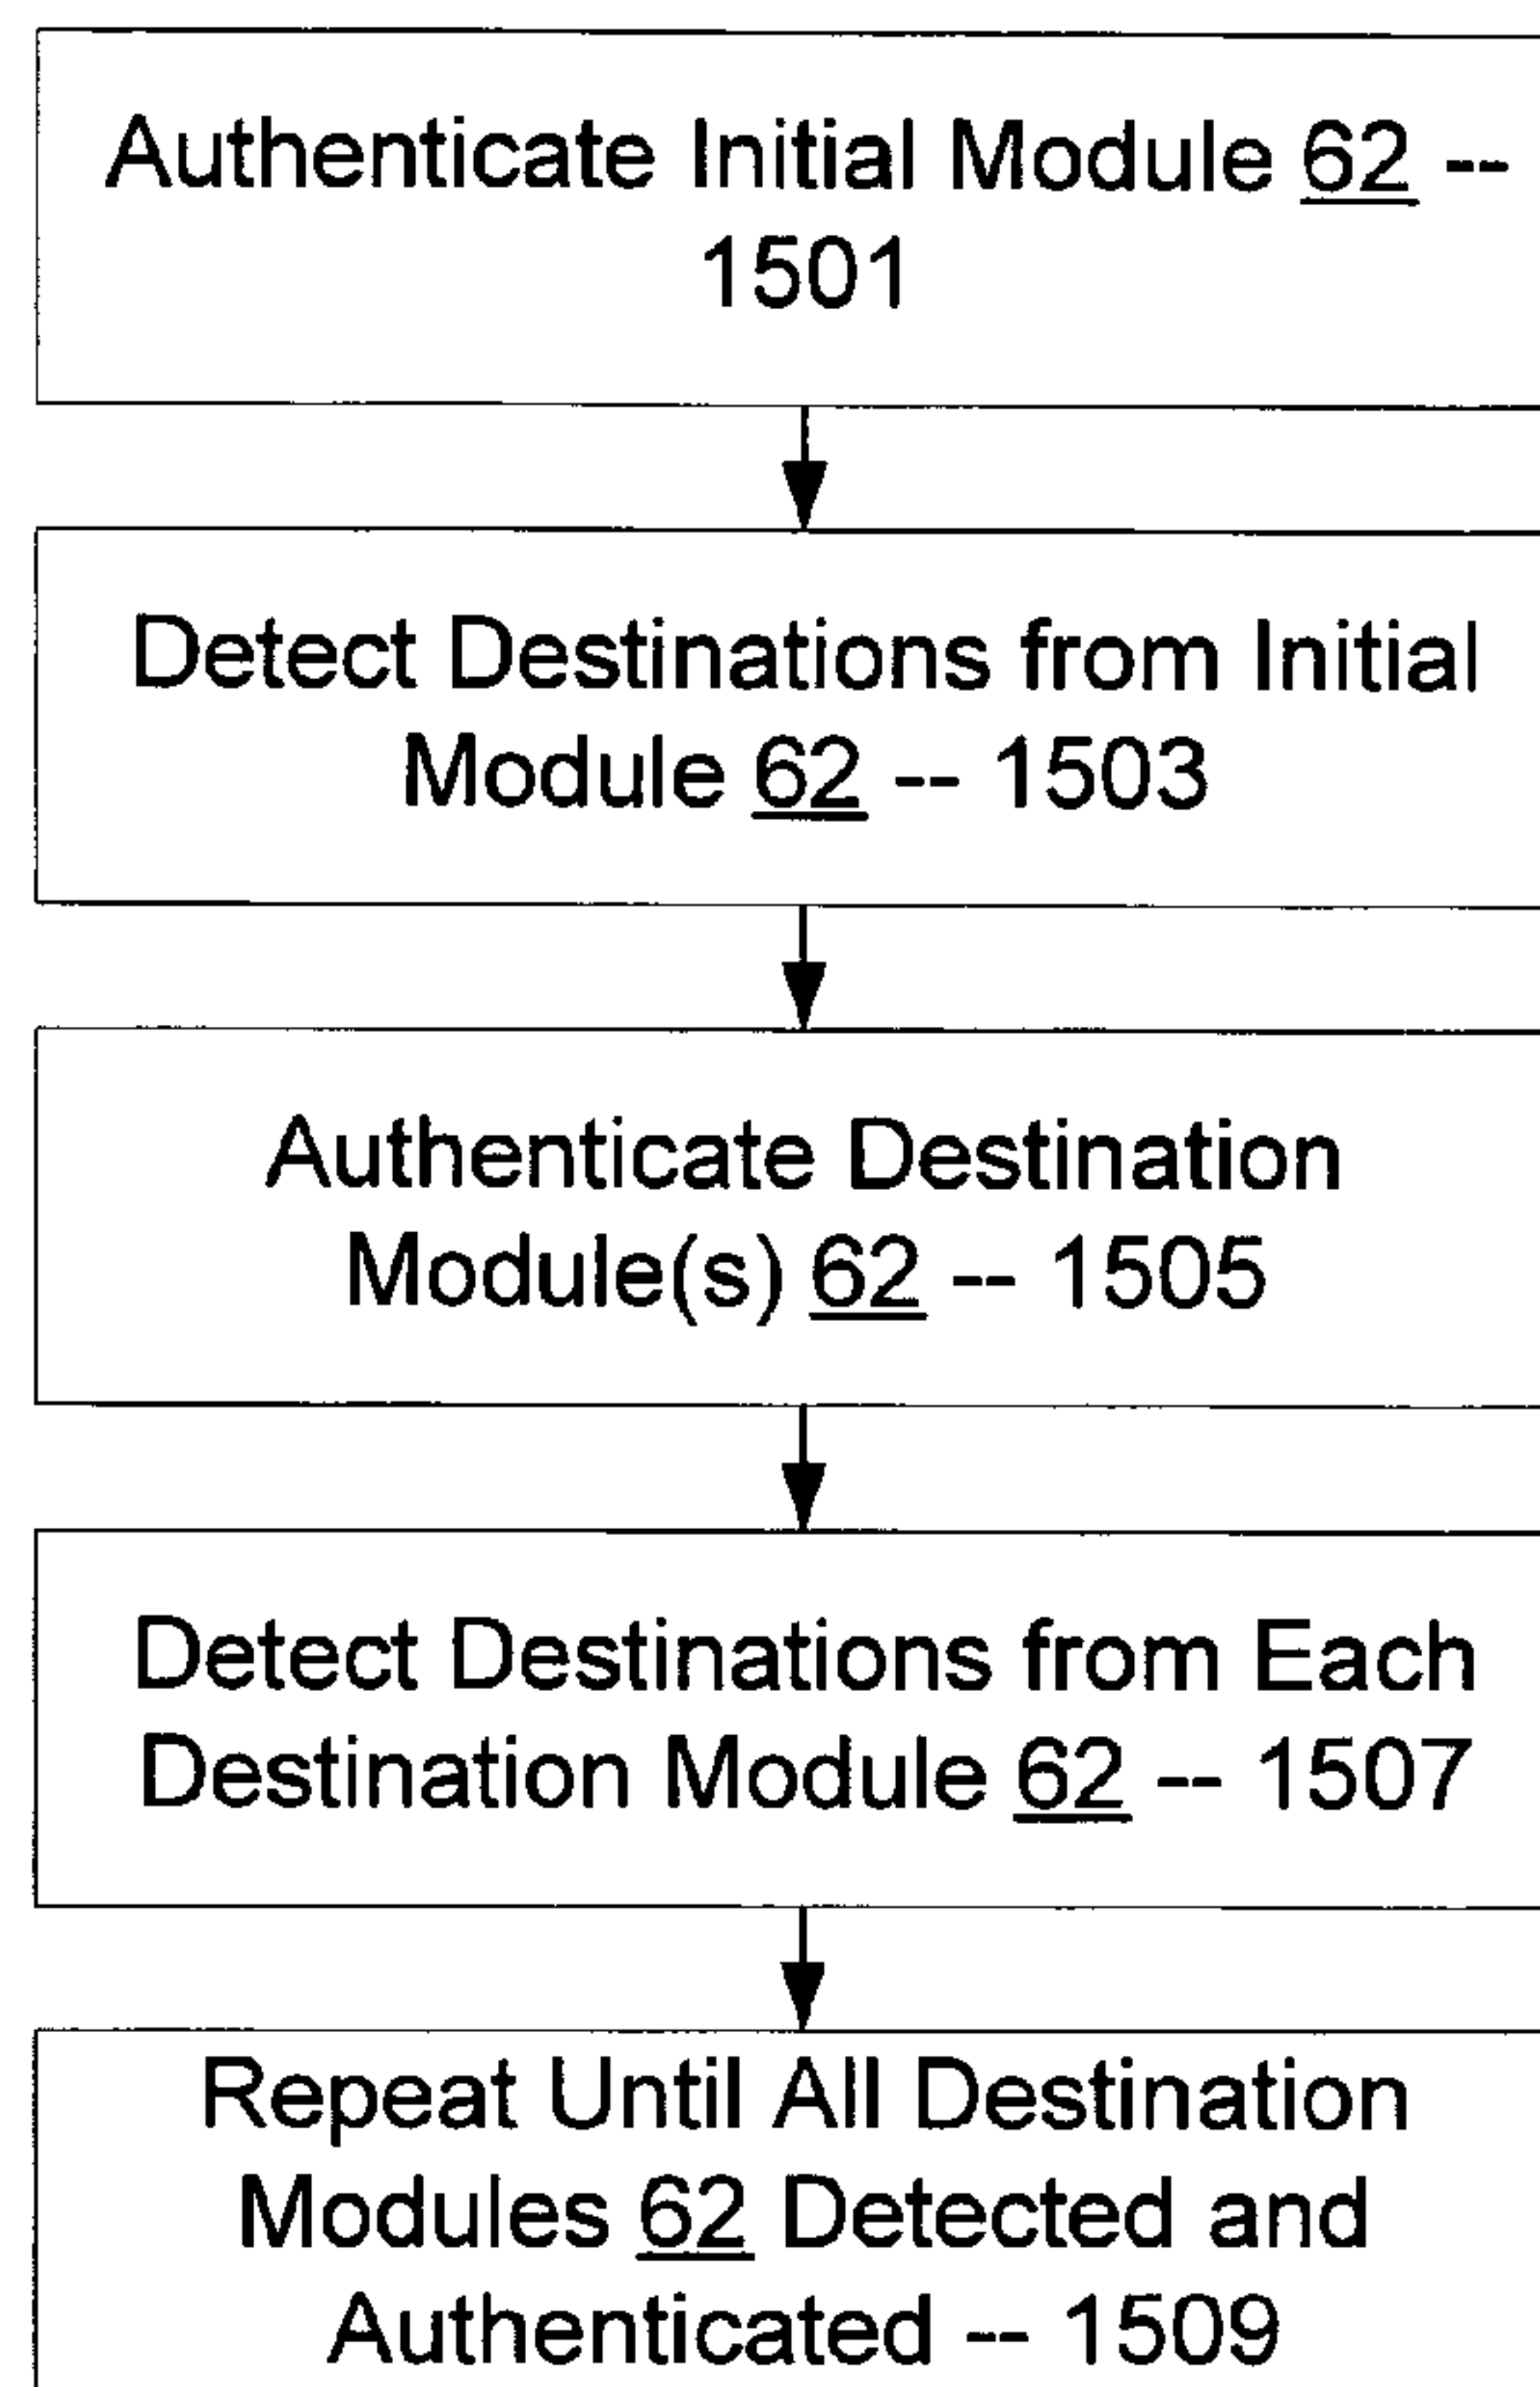 Authenticate Initial Module 62 --
1501
Detect Destinations from Initial
Module 62 -- 1503
Authenticate Destination
Module(s) 62 -- 1505
Detect Destinations from Each
Destination Module 62 -- 1507
Repeat Until All Destination
Modules 62 Detected and
Authenticated -- 1509